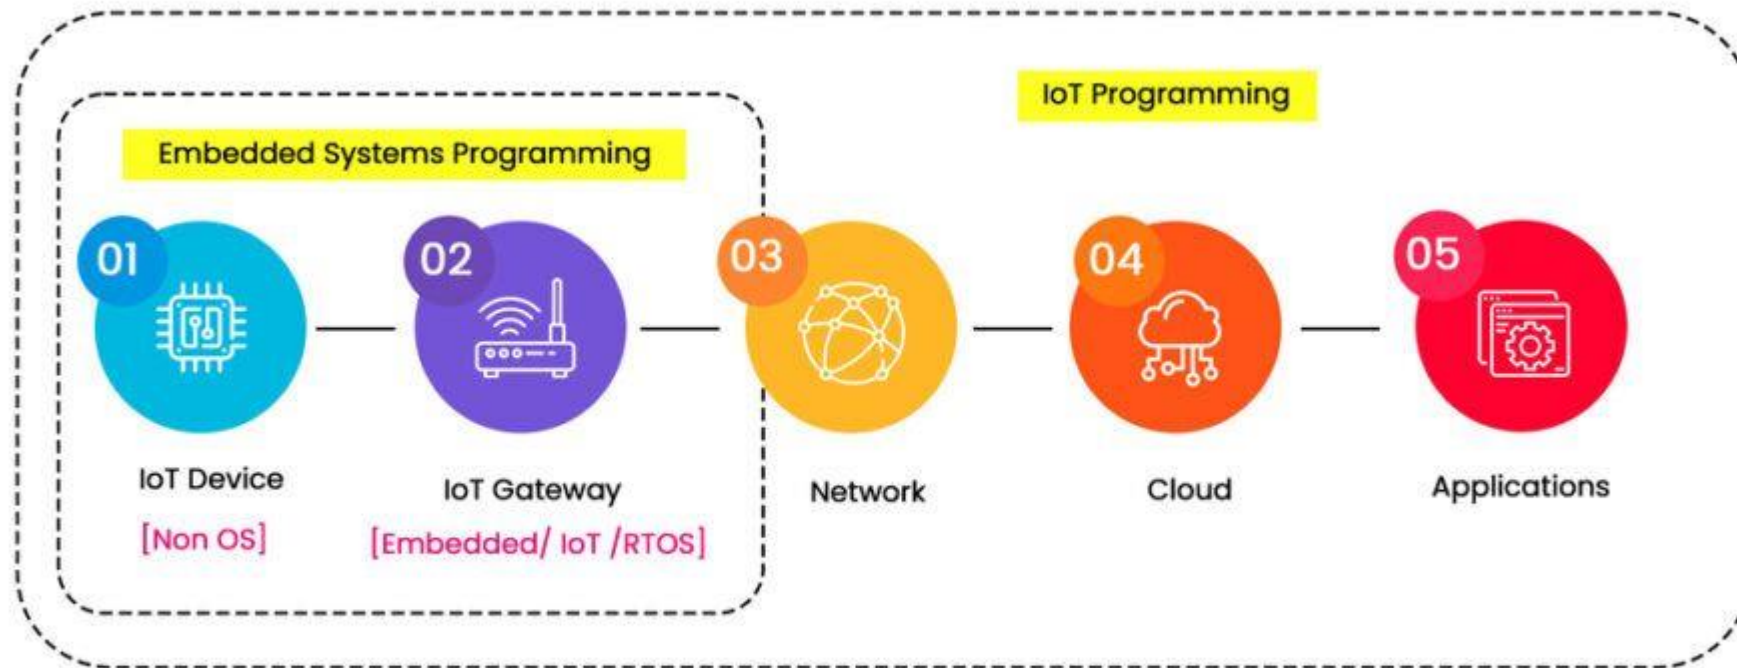 IoT Programming
Embedded Systems Programming
01
02
03
04
05
IoT Device
IoT Gateway
Network
Cloud
Applications
[Non OS]
[Embedded/ IoT /RTOS]